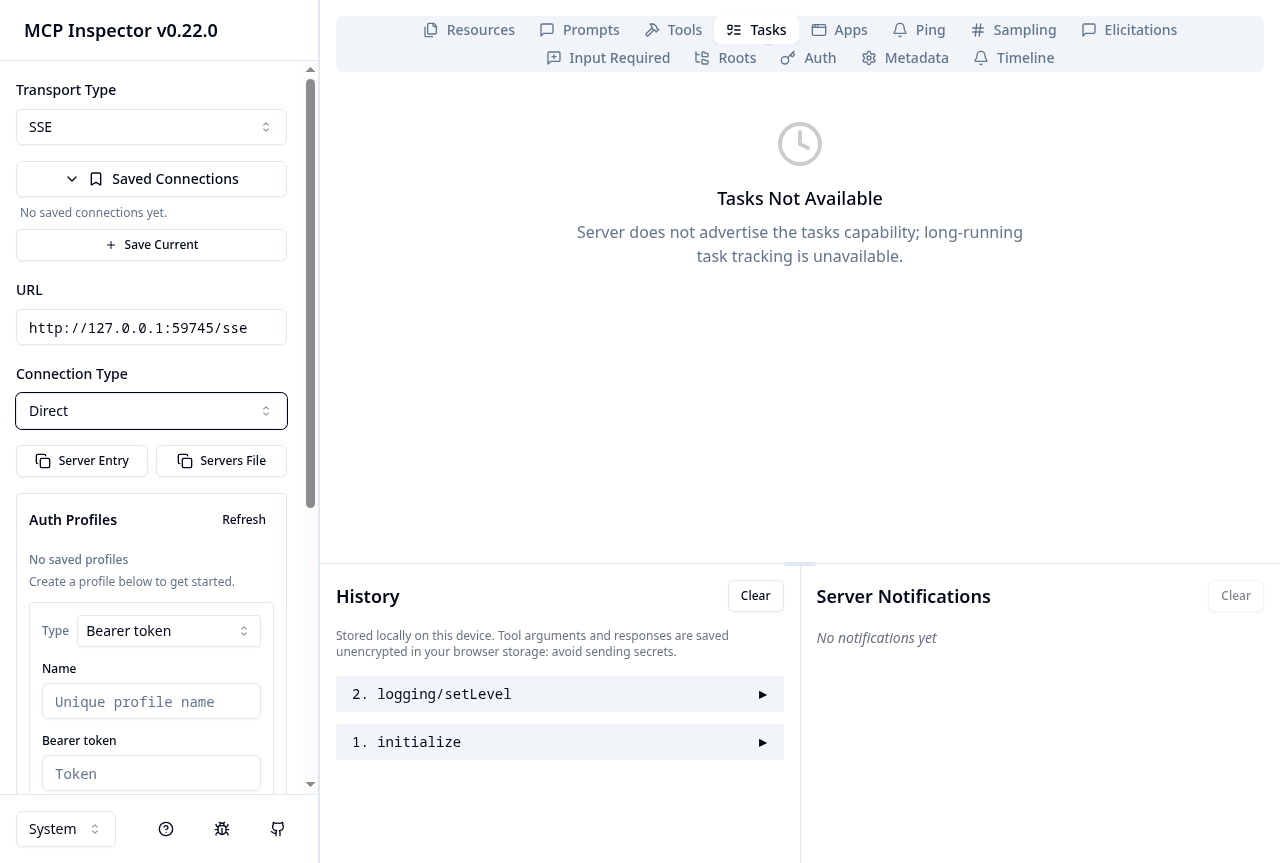 MCP Inspector v0.22.0
Transport Type
SSE
Saved Connections
No saved connections yet.
Save Current
URL
http://127.0.0.1:59745/sse
Connection Type
Direct
Server Entry
Servers File
Auth Profiles
Refresh
No saved profiles
Create a profile below to get started.
Type
Bearer token
Name
Unique profile name
Bearer token
Token
System
Resources
Prompts
Tools
Tasks
Apps
Ping
Sampling
Elicitations
Input Required
Roots
Auth
Metadata
Timeline
Tasks Not Available
Server does not advertise the tasks capability; long-running
task tracking is unavailable.
History
Clear
Stored locally on this device. Tool arguments and responses are saved
unencrypted in your browser storage: avoid sending secrets.
2. logging/setLevel
1. initialize
Server Notifications
Clear
No notifications yet